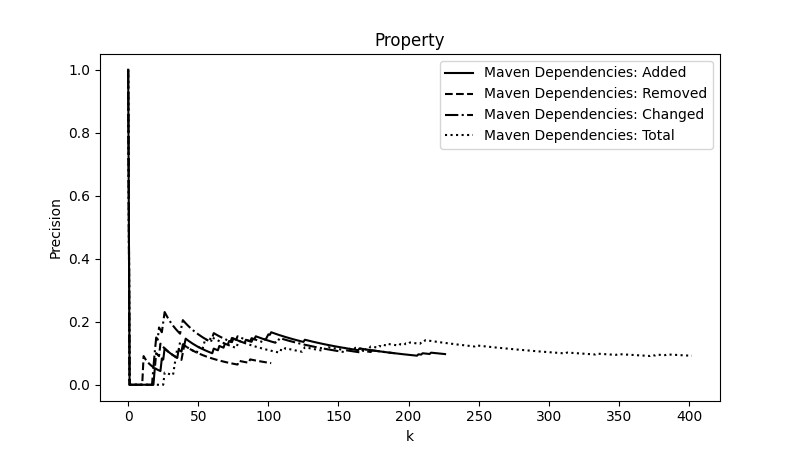 Property
Maven Dependencies: Added
Maven Dependencies: Removed
Maven Dependencies: Changed
Maven Dependencies: Total
Precision
1.0
0.8
0.6
0.4
0.2
0.0
0 50 100 150 200 250 300 350 400
k